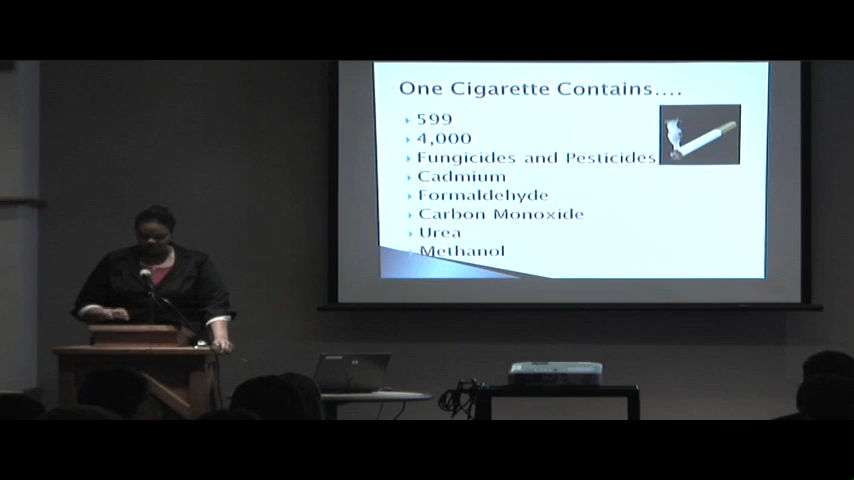 One Cigarette Contains....
599
4,000
Fungicides and Pesticides
Cadmium
Formaldehyde
Carbon Monoxide
Urea
Methanol